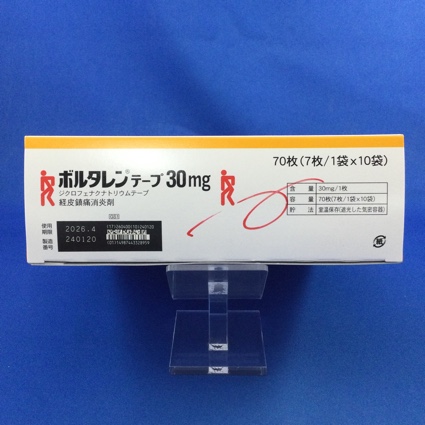 70枚(7枚/1袋x10袋)
ボルタレン®テープ30mg
ジクロフェナクナトリウムテープ
経皮鎮痛消炎剤
含 量 30mg/1枚
容 量 70枚(7枚/1袋x10袋)
貯 法 室温保存(遮光した気密容器)
使用期限 2026.4
製造番号 240120